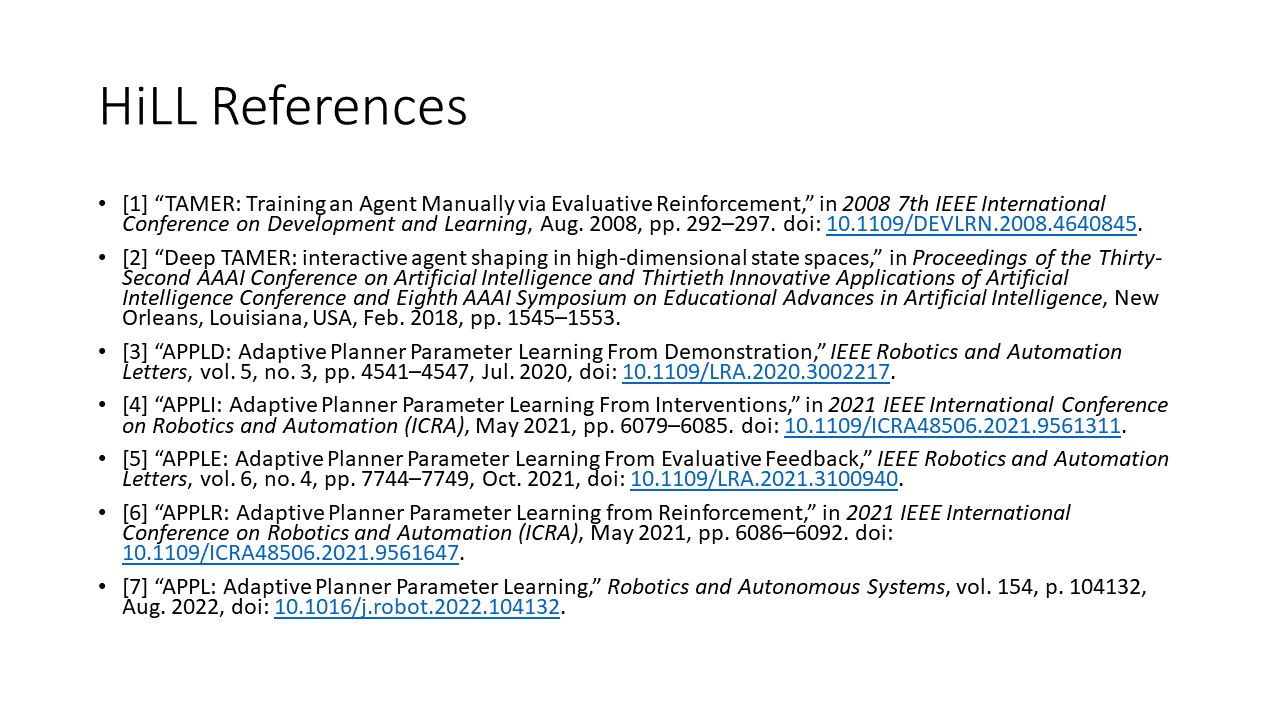 HiLL References
• [1] “TAMER: Training an Agent Manually via Evaluative Reinforcement,” in 2008 7th IEEE International
Conference on Development and Learning, Aug. 2008, pp. 292–297. doi: 10.1109/DEVLRN.2008.4640845.
• [2] “Deep TAMER: interactive agent shaping in high-dimensional state spaces,” in Proceedings of the Thirty-
Second AAAI Conference on Artificial Intelligence and Thirtieth Innovative Applications of Artificial
Intelligence Conference and Eighth AAAI Symposium on Educational Advances in Artificial Intelligence, New
Orleans, Louisiana, USA, Feb. 2018, pp. 1545–1553.
• [3] “APPLD: Adaptive Planner Parameter Learning From Demonstration,” IEEE Robotics and Automation
Letters, vol. 5, no. 3, pp. 4541–4547, Jul. 2020, doi: 10.1109/LRA.2020.3002217.
• [4] “APPLI: Adaptive Planner Parameter Learning From Interventions,” in 2021 IEEE International Conference
on Robotics and Automation (ICRA), May 2021, pp. 6079–6085. doi: 10.1109/ICRA48506.2021.9561311.
• [5] “APPLE: Adaptive Planner Parameter Learning From Evaluative Feedback,” IEEE Robotics and Automation
Letters, vol. 6, no. 4, pp. 7744–7749, Oct. 2021, doi: 10.1109/LRA.2021.3100940.
• [6] “APPLR: Adaptive Planner Parameter Learning from Reinforcement,” in 2021 IEEE International
Conference on Robotics and Automation (ICRA), May 2021, pp. 6086–6092. doi:
10.1109/ICRA48506.2021.9561647.
• [7] “APPL: Adaptive Planner Parameter Learning,” Robotics and Autonomous Systems, vol. 154, p. 104132,
Aug. 2022, doi: 10.1016/j.robot.2022.104132.